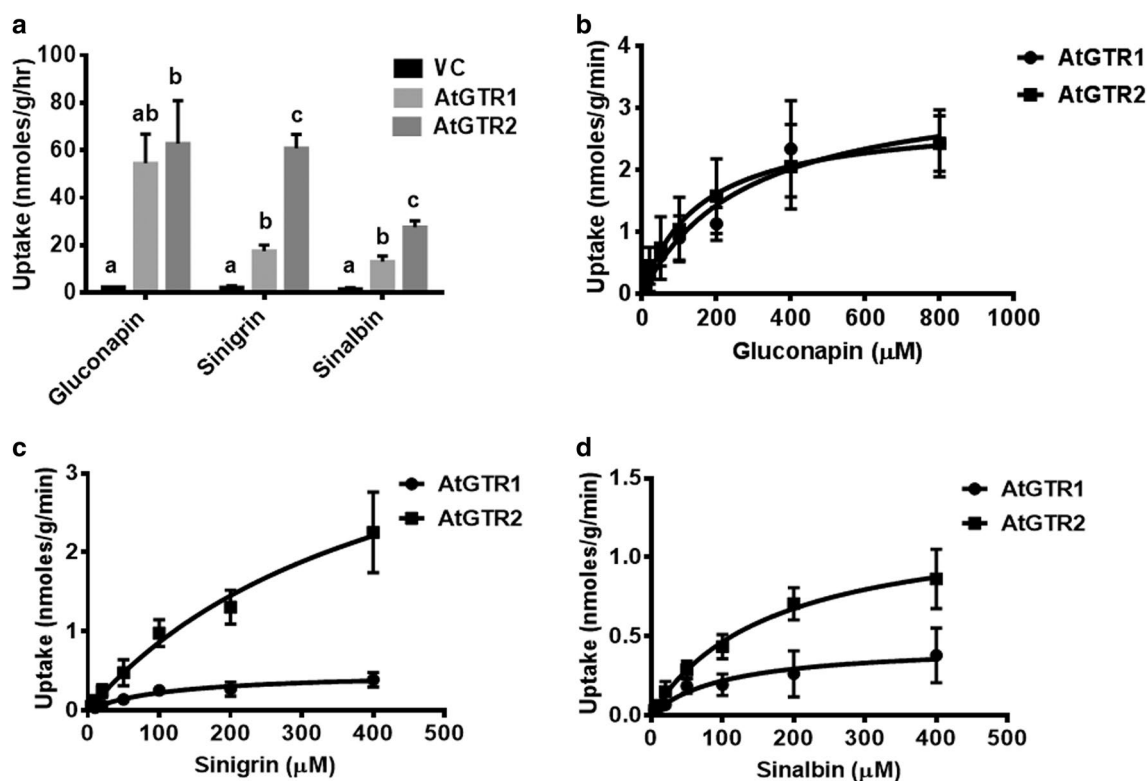 a
Uptake (nmoles/g/hr)
100
80
60
40
20
0
VC
AtGTR1
AtGTR2
a
ab
b
a
b
c
a
b
c
Gluconapin
Sinigrin
Sinalbin
b
Uptake (nmoles/g/min)
4
3
2
1
0
AtGTR1
AtGTR2
0 200 400 600 800 1000
Gluconapin (µM)
c
Uptake (nmoles/g/min)
3
2
1
0
AtGTR1
AtGTR2
0 100 200 300 400 500
Sinigrin (µM)
d
Uptake (nmoles/g/min)
1.5
1.0
0.5
0.0
AtGTR1
AtGTR2
0 100 200 300 400 500
Sinalbin (µM)